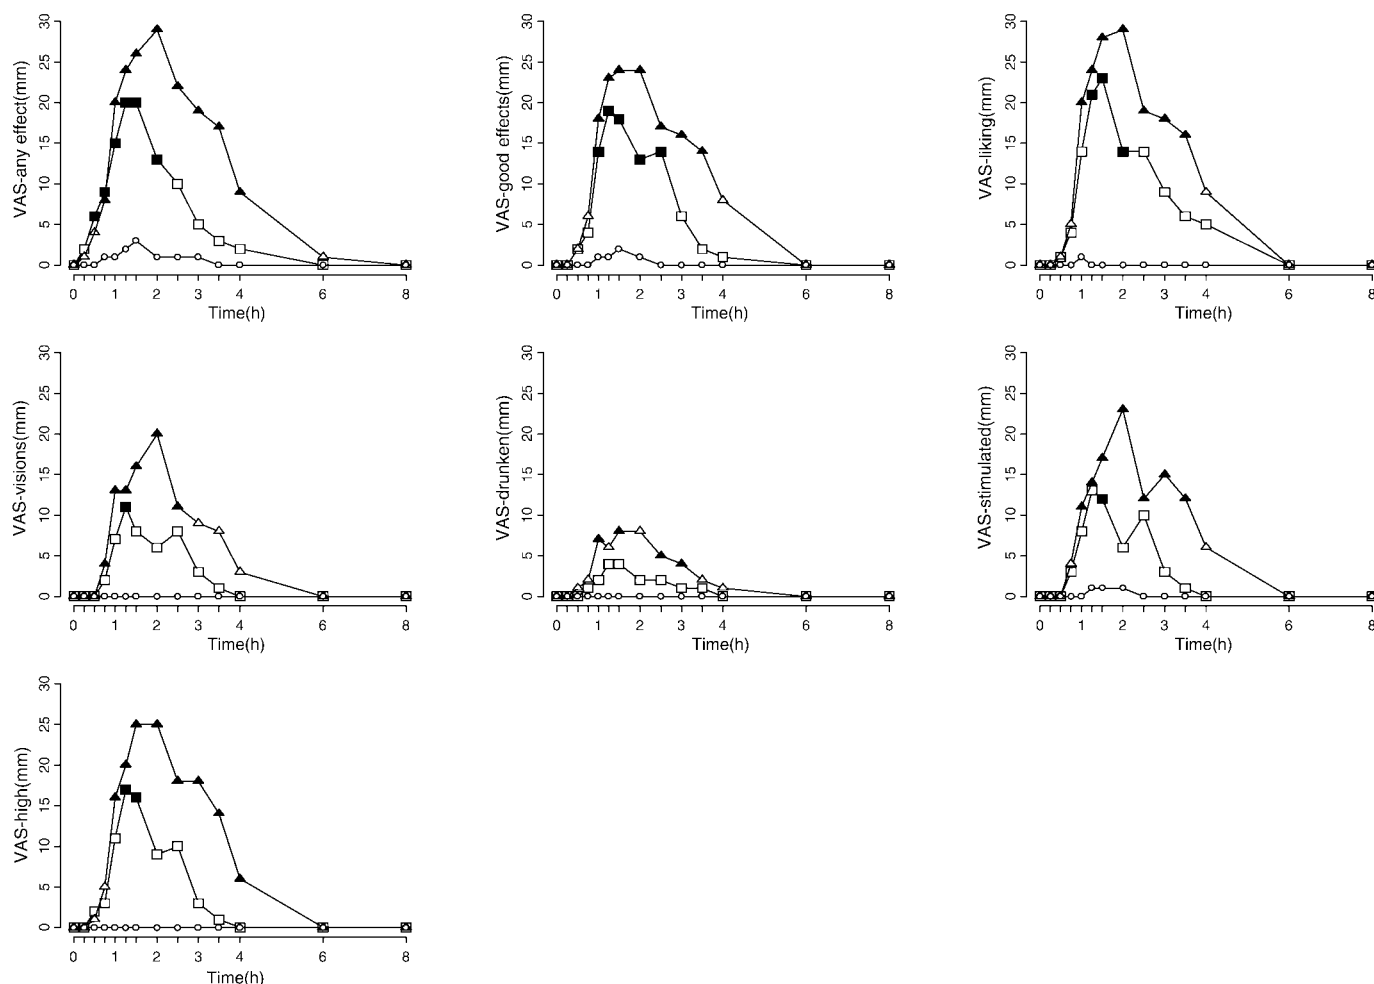 VAS-any effect(mm)
0 5 10 15 20 25 30
0 1 2 3 4 6 8
Time(h)
VAS-good effects(mm)
0 5 10 15 20 25 30
0 1 2 3 4 6 8
Time(h)
VAS-liking(mm)
0 5 10 15 20 25 30
0 1 2 3 4 6 8
Time(h)
VAS-visions(mm)
0 5 10 15 20 25 30
0 1 2 3 4 6 8
Time(h)
VAS-drunken(mm)
0 5 10 15 20 25 30
0 1 2 3 4 6 8
Time(h)
VAS-stimulated(mm)
0 5 10 15 20 25 30
0 1 2 3 4 6 8
Time(h)
VAS-high(mm)
0 5 10 15 20 25 30
0 1 2 3 4 6 8
Time(h)